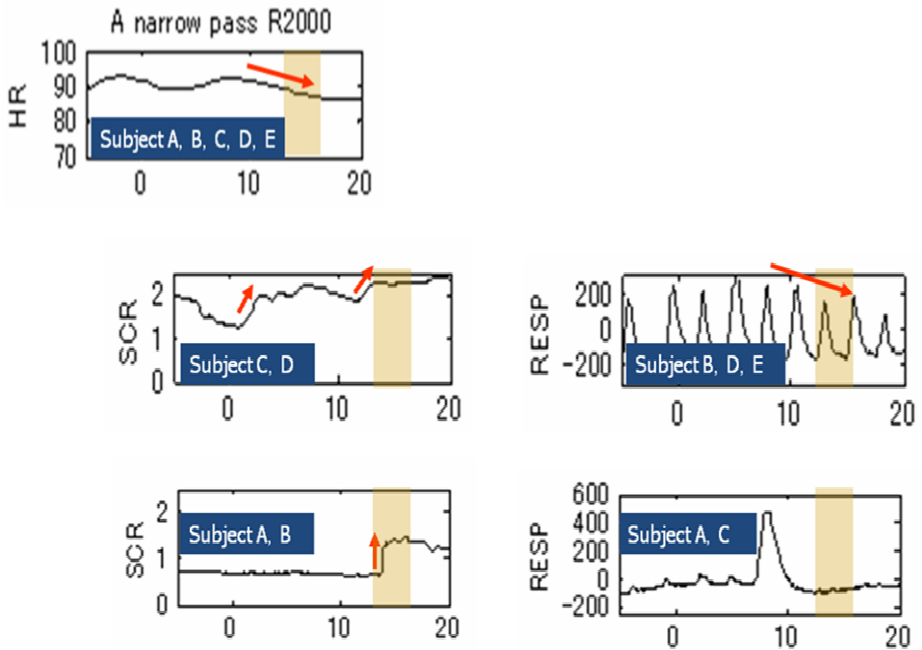 A narrow pass R2000
HR
100
90
80
70
Subject A, B, C, D, E
0 10 20
SCR
2
1
0
Subject C, D
0 10 20
RESP
200
0
-200
Subject B, D, E
0 10 20
SCR
2
1
0
Subject A, B
0 10 20
RESP
600
400
200
0
-200
Subject A, C
0 10 20